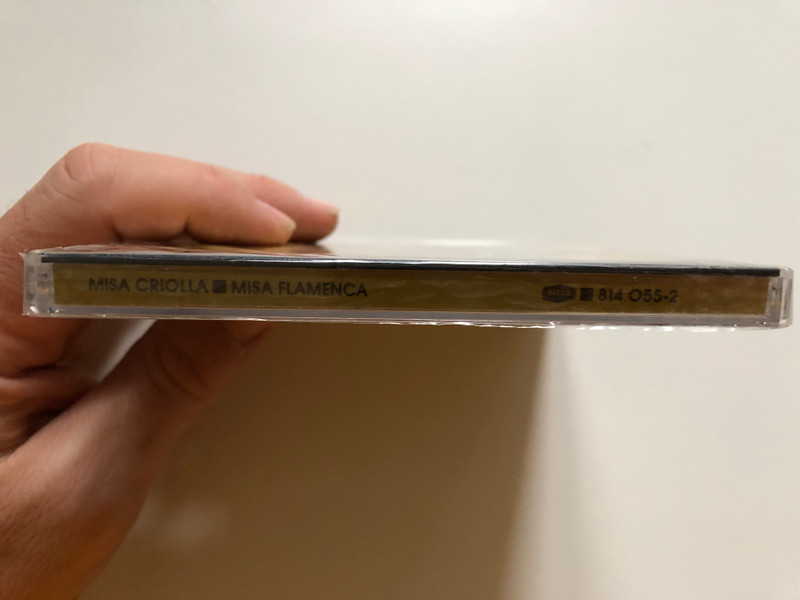 MISA CRIOLLA ■ MISA FLAMENCA ■ 814 055-2